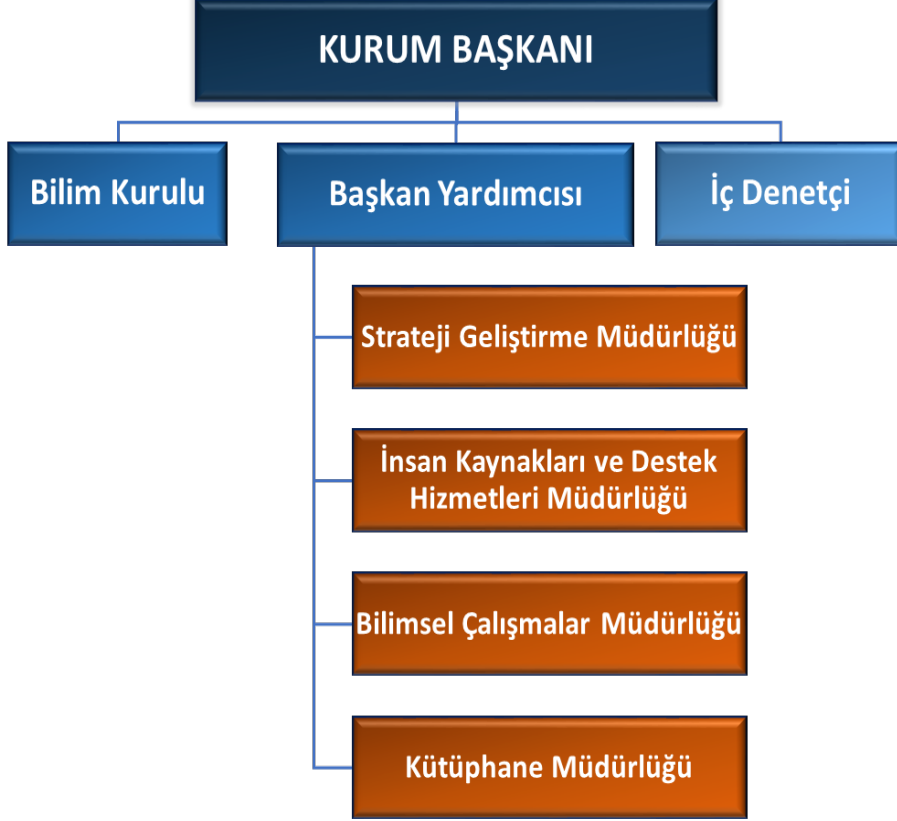 KURUM BAŞKANI
Bilim Kurulu
Başkan Yardımcısı
İç Denetçi
Strateji Geliştirme Müdürlüğü
İnsan Kaynakları ve Destek
Hizmetleri Müdürlüğü
Bilimsel Çalışmalar Müdürlüğü
Kütüphane Müdürlüğü